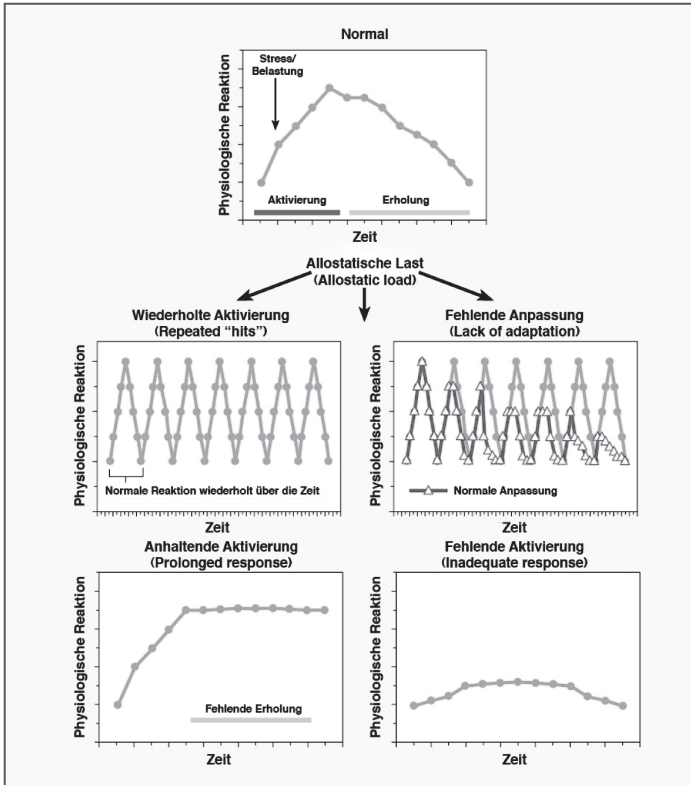 Normal
Physiologische Reaktion
Stress/
Belastung
Aktivierung
Erholung
Zeit
Allostatische Last
(Allostatic load)
Wiederholte Aktivierung
(Repeated “hits”)
Physiologische Reaktion
Normale Reaktion wiederholt über die Zeit
Zeit
Fehlende Anpassung
(Lack of adaptation)
Physiologische Reaktion
Normale Anpassung
Zeit
Anhaltende Aktivierung
(Prolonged response)
Physiologische Reaktion
Fehlende Erholung
Zeit
Fehlende Aktivierung
(Inadequate response)
Physiologische Reaktion
Zeit